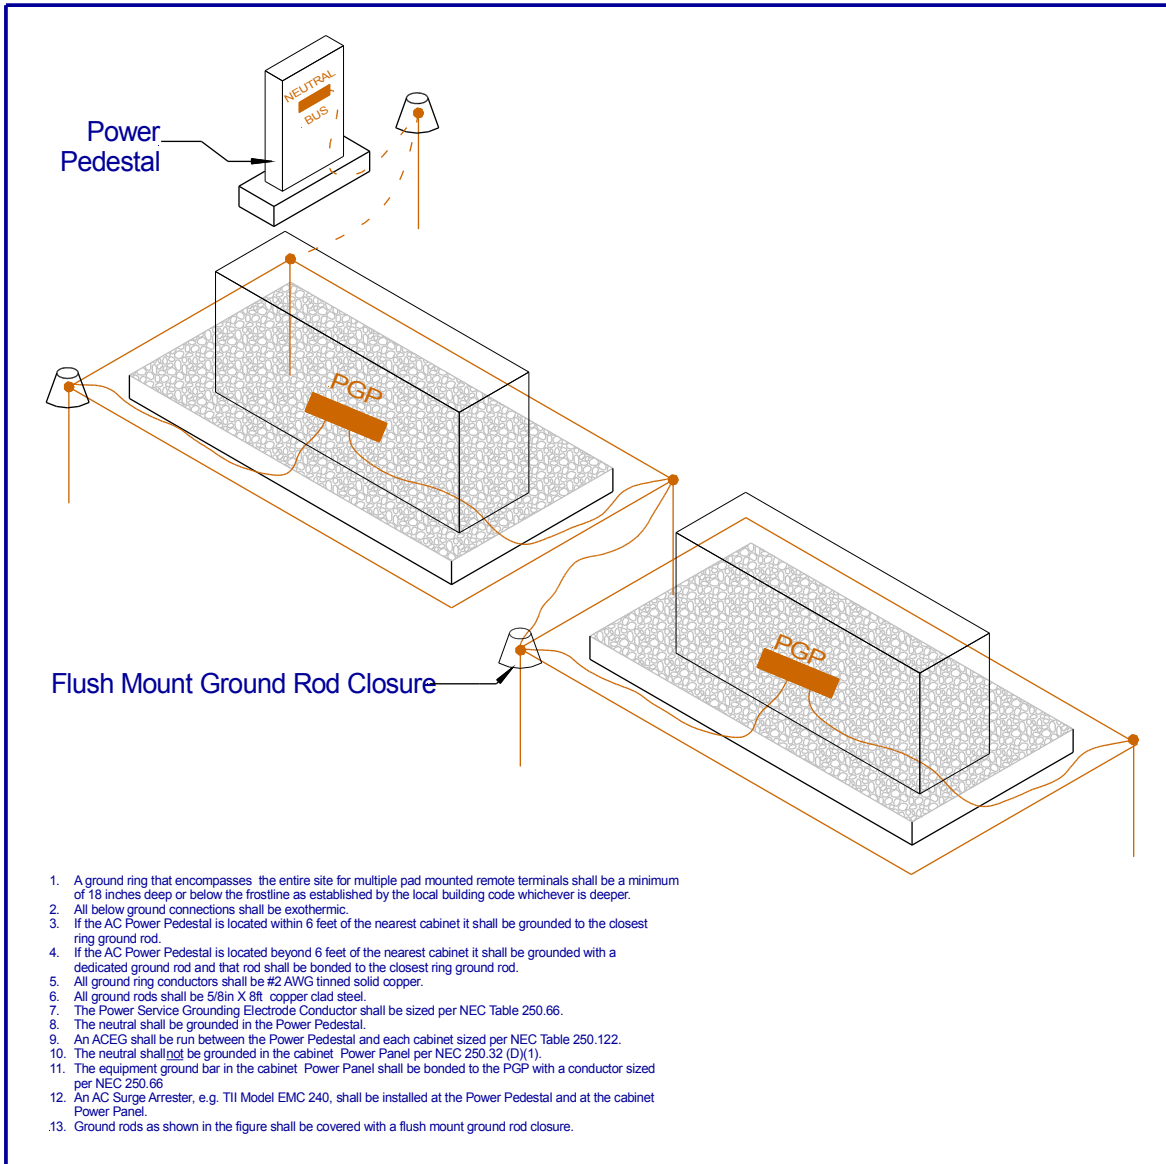 NEUTRAL
BUS
Power
Pedestal
PGP
PGP
Flush Mount Ground Rod Closure
1. A ground ring that encompasses the entire site for multiple pad mounted remote terminals shall be a minimum
of 18 inches deep or below the frostline as established by the local building code whichever is deeper.
2. All below ground connections shall be exothermic.
3. If the AC Power Pedestal is located within 6 feet of the nearest cabinet it shall be grounded to the closest
ring ground rod.
4. If the AC Power Pedestal is located beyond 6 feet of the nearest cabinet it shall be grounded with a
dedicated ground rod and that rod shall be bonded to the closest ring ground rod.
5. All ground ring conductors shall be #2 AWG tinned solid copper.
6. All ground rods shall be 5/8in X 8ft copper clad steel.
7. The Power Service Grounding Electrode Conductor shall be sized per NEC Table 250.66.
8. The neutral shall be grounded in the Power Pedestal.
9. An ACEG shall be run between the Power Pedestal and each cabinet sized per NEC Table 250.122.
10. The neutral shall not be grounded in the cabinet Power Panel per NEC 250.32 (D)(1).
11. The equipment ground bar in the cabinet Power Panel shall be bonded to the PGP with a conductor sized
per NEC 250.66
12. An AC Surge Arrester, e.g. TII Model EMC 240, shall be installed at the Power Pedestal and at the cabinet
Power Panel.
13. Ground rods as shown in the figure shall be covered with a flush mount ground rod closure.